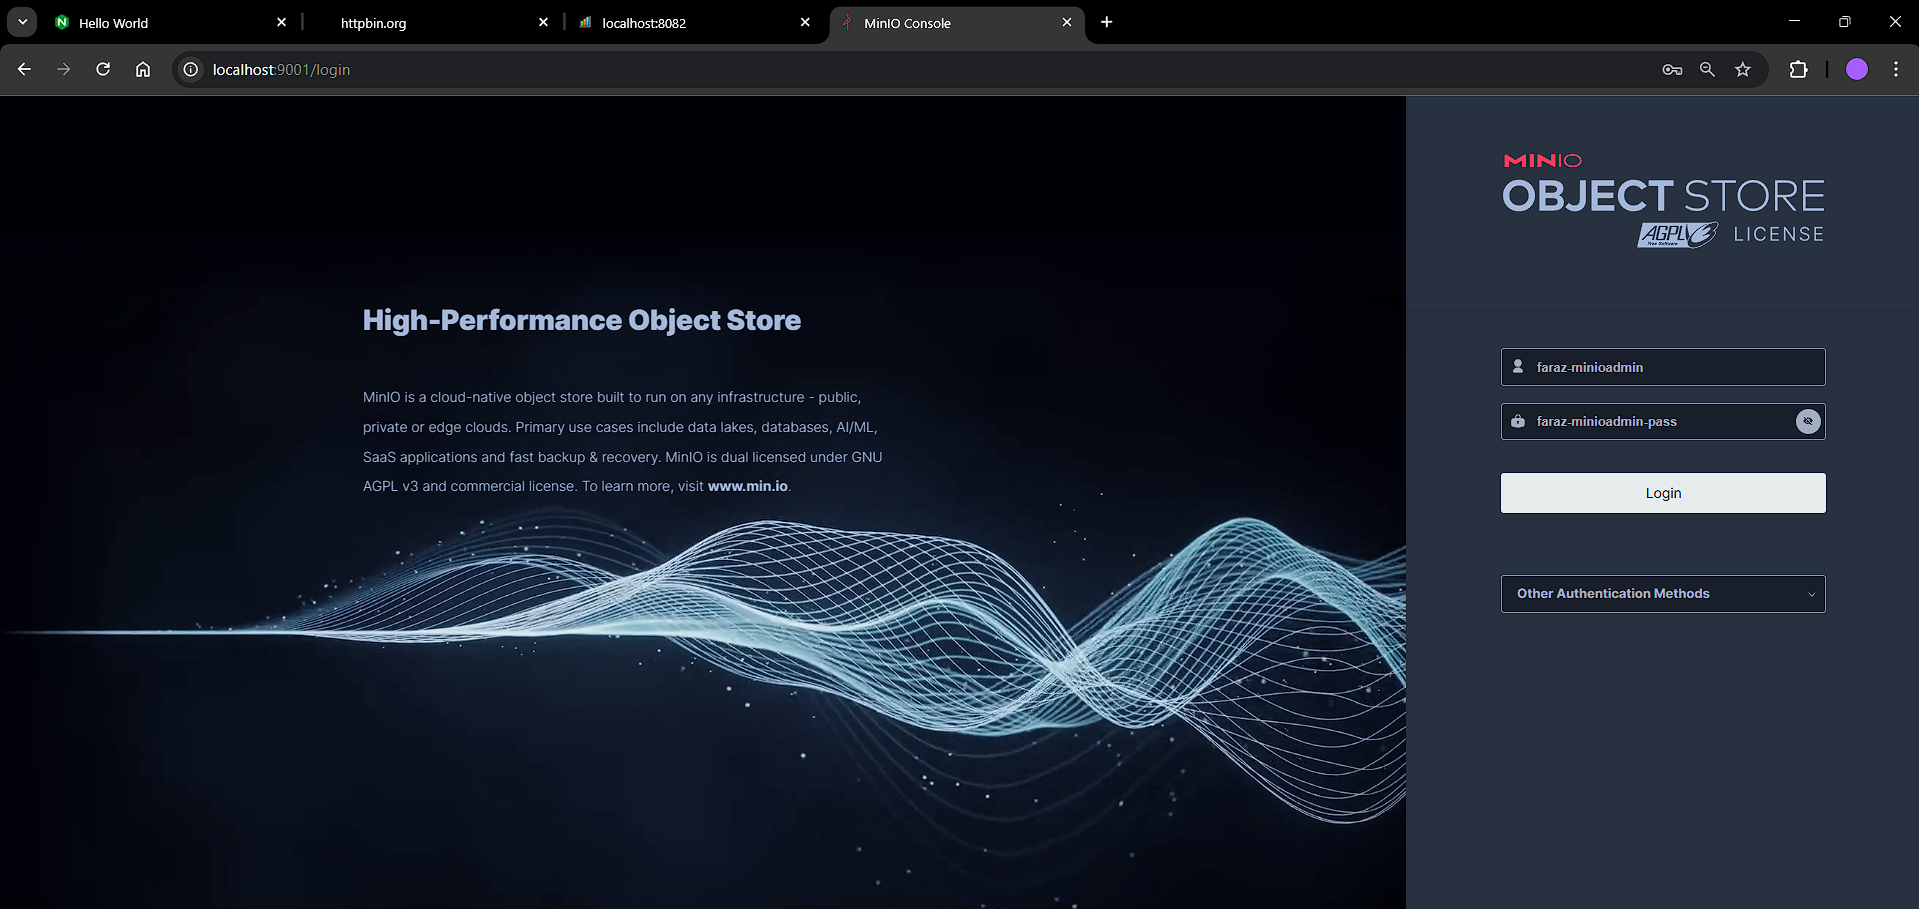 Hello World
httpbin.org
localhost:8082
MinIO Console
localhost:9001/login
MINIO
OBJECT STORE
AGPLv3
Free Software
LICENSE
High-Performance Object Store
MinIO is a cloud-native object store built to run on any infrastructure - public,
private or edge clouds. Primary use cases include data lakes, databases, AI/ML,
SaaS applications and fast backup & recovery. MinIO is dual licensed under GNU
AGPL v3 and commercial license. To learn more, visit www.min.io.
faraz-minioadmin
faraz-minioadmin-pass
Login
Other Authentication Methods